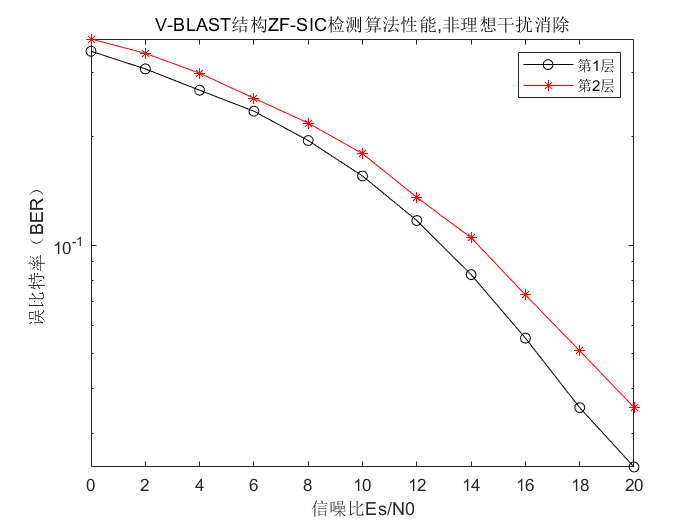 V-BLAST结构ZF-SIC检测算法性能,非理想干扰消除
第1层
第2层
误比特率（BER）
10-1
0 2 4 6 8 10 12 14 16 18 20
信噪比Es/N0